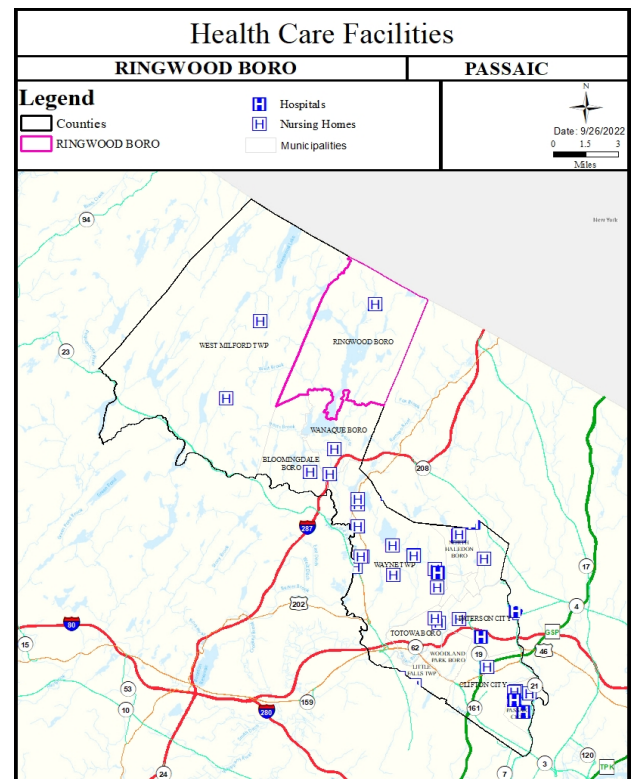 Health Care Facilities
RINGWOOD BORO
PASSAIC
Legend
Counties
RINGWOOD BORO
H Hospitals
H Nursing Homes
Municipalities
N
Date: 9/26/2022
0 1.5 3
Miles
94
23
WEST MILFORD TWP
RINGWOOD BORO
WANAQUE BORO
BLOOMINGDALE
BORO
208
287
202
17
HALEDON
BORO
WAYNE TWP
4
80
TOTOWA BORO
GSP
15
62
19
46
WOODLAND
PARK BORO
LITTLE
FALLS TWP
CLIFTON CITY
21
53
10
159
161
280
24
7
3
120
TPK